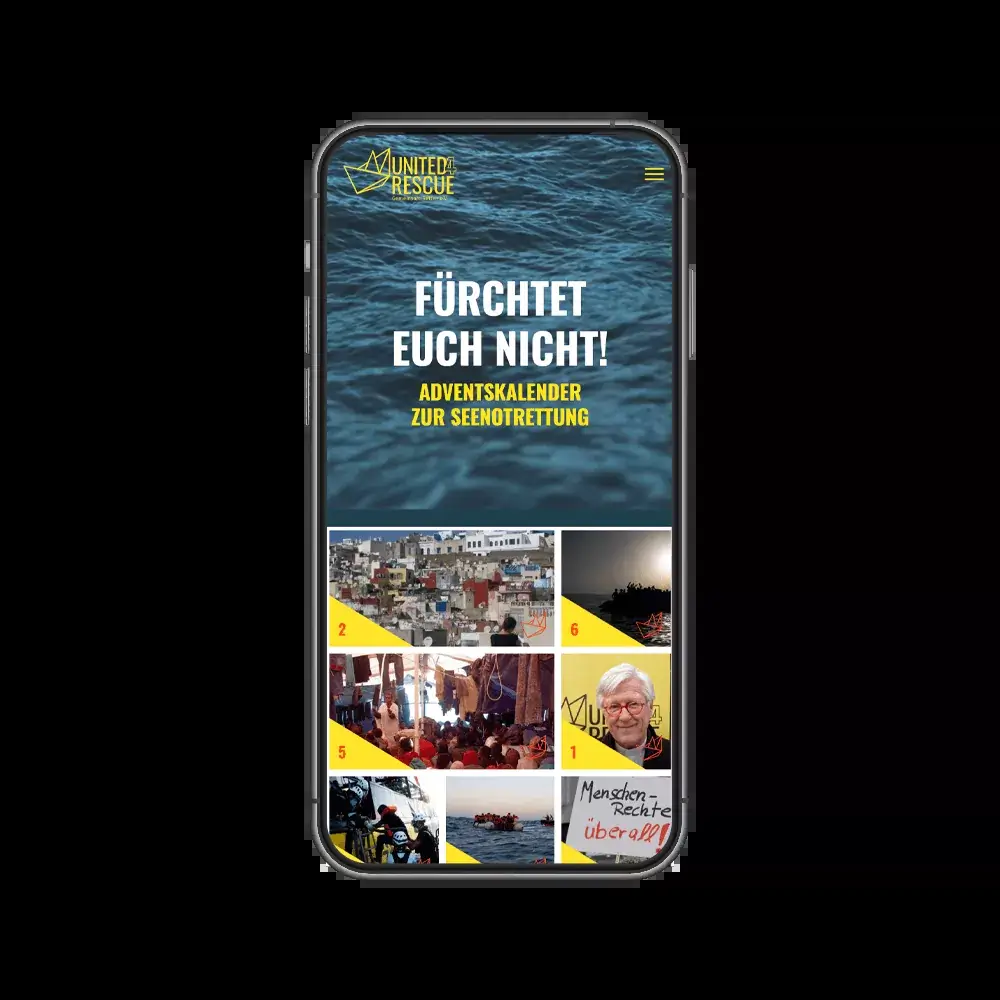 UNITED4
RESCUE
FÜRCHTET
EUCH NICHT!
ADVENTSKALENDER
ZUR SEENOTRETTUNG
2
6
5
1
Menschen-
Rechte
überall!